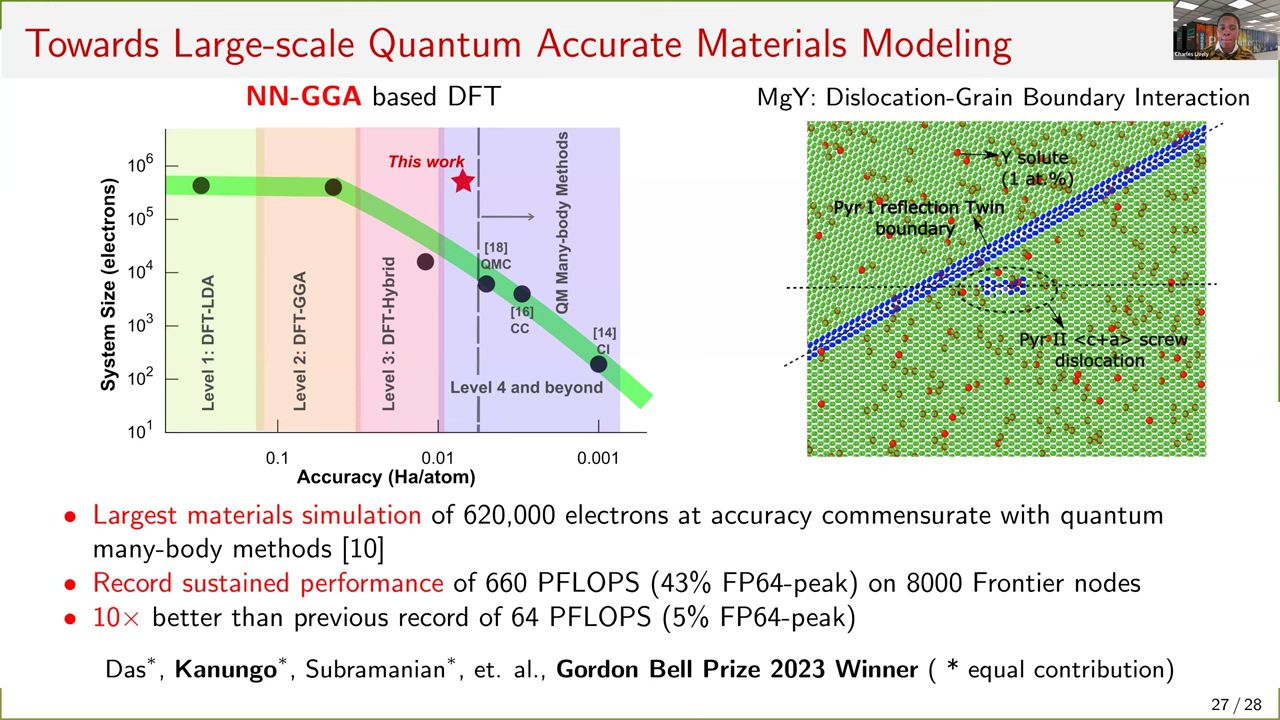 Towards Large-scale Quantum Accurate Materials Modeling
Charles Lively
NN-GGA based DFT
System Size (electrons)
10⁶
10⁵
10⁴
10³
10²
10¹
Level 1: DFT-LDA
Level 2: DFT-GGA
Level 3: DFT-Hybrid
This work
QM Many-body Methods
[18]
QMC
[16]
CC
[14]
CI
Level 4 and beyond
0.1
0.01
0.001
Accuracy (Ha/atom)
MgY: Dislocation-Grain Boundary Interaction
Y solute
(1 at.%)
Pyr I reflection Twin
boundary
Pyr II <c+a> screw
dislocation
• Largest materials simulation of 620,000 electrons at accuracy commensurate with quantum
many-body methods [10]
• Record sustained performance of 660 PFLOPS (43% FP64-peak) on 8000 Frontier nodes
• 10× better than previous record of 64 PFLOPS (5% FP64-peak)
Das*, Kanungo*, Subramanian*, et. al., Gordon Bell Prize 2023 Winner ( * equal contribution)
27 / 28